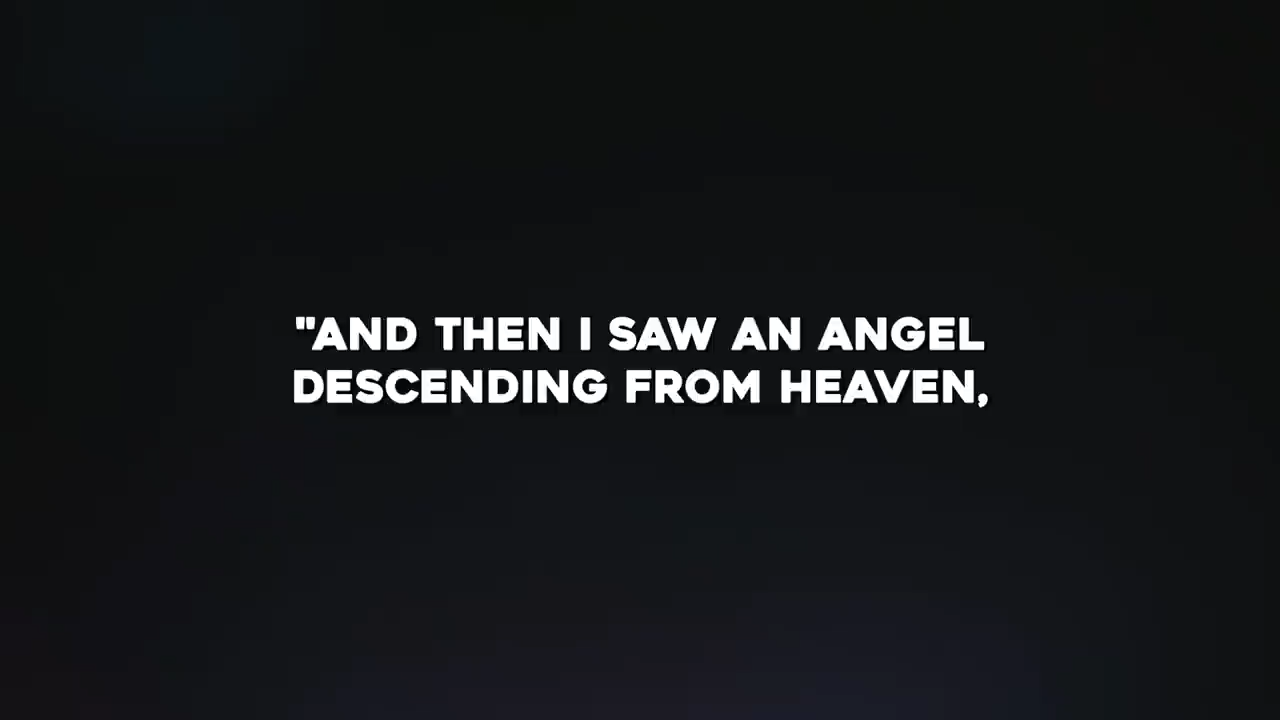 "AND THEN I SAW AN ANGEL
DESCENDING FROM HEAVEN,